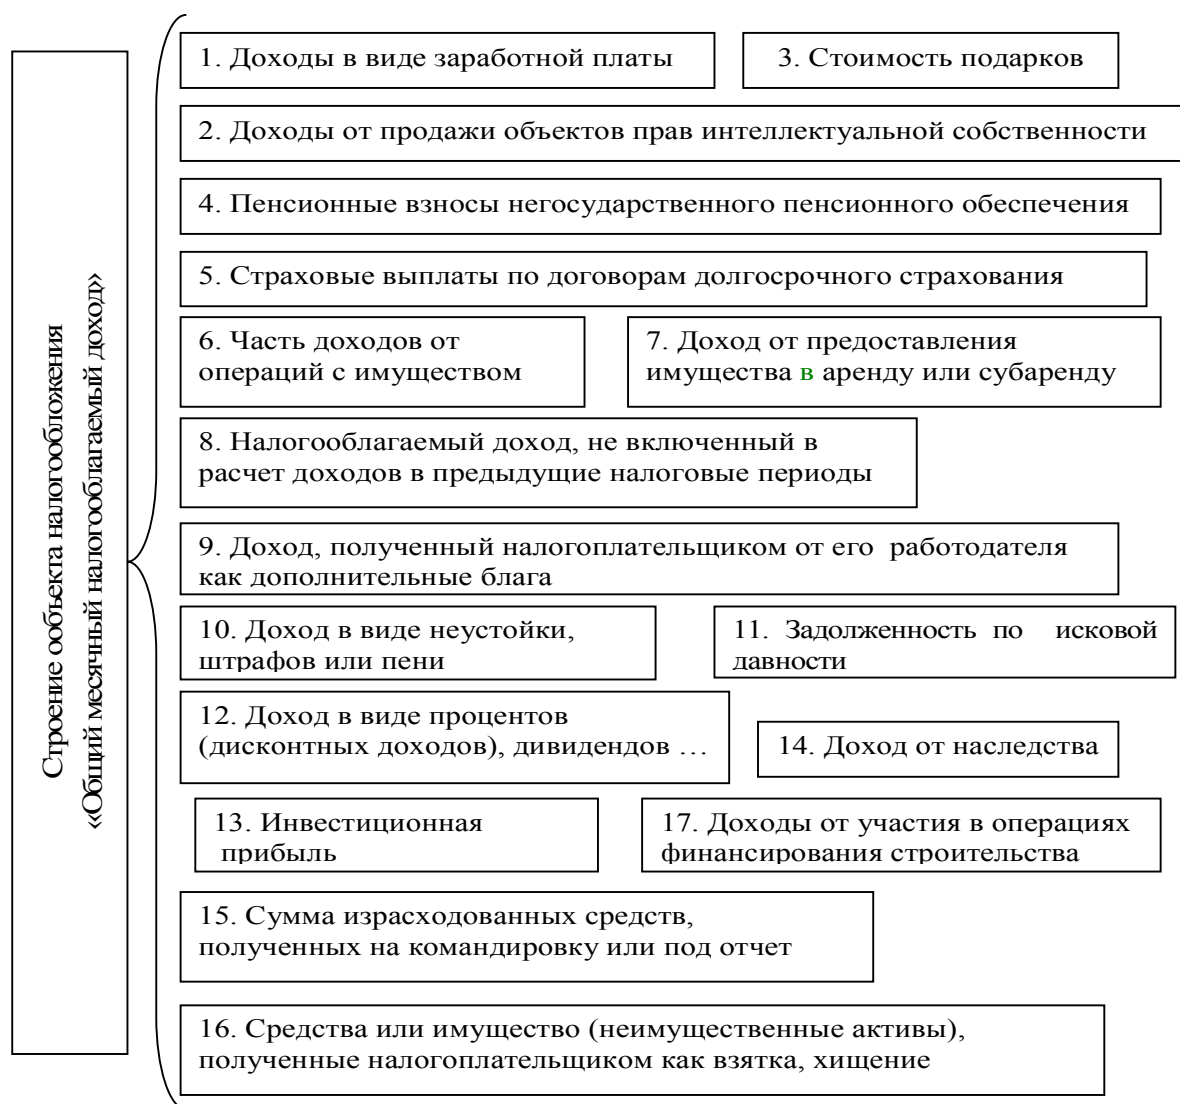 Строение ообъекта налогообложения
«Общий месячный налогооблагаемый доход»
1. Доходы в виде заработной платы
3. Стоимость подарков
2. Доходы от продажи объектов прав интеллектуальной собственности
4. Пенсионные взносы негосударственного пенсионного обеспечения
5. Страховые выплаты по договорам долгосрочного страхования
6. Часть доходов от
операций с имуществом
7. Доход от предоставления
имущества в аренду или субаренду
8. Налогооблагаемый доход, не включенный в
расчет доходов в предыдущие налоговые периоды
9. Доход, полученный налогоплательщиком от его работодателя
как дополнительные блага
10. Доход в виде неустойки,
штрафов или пени
11. Задолженность по исковой
давности
12. Доход в виде процентов
(дисконтных доходов), дивидендов …
14. Доход от наследства
13. Инвестиционная
прибыль
17. Доходы от участия в операциях
финансирования строительства
15. Сумма израсходованных средств,
полученных на командировку или под отчет
16. Средства или имущество (неимущественные активы),
полученные налогоплательщиком как взятка, хищение